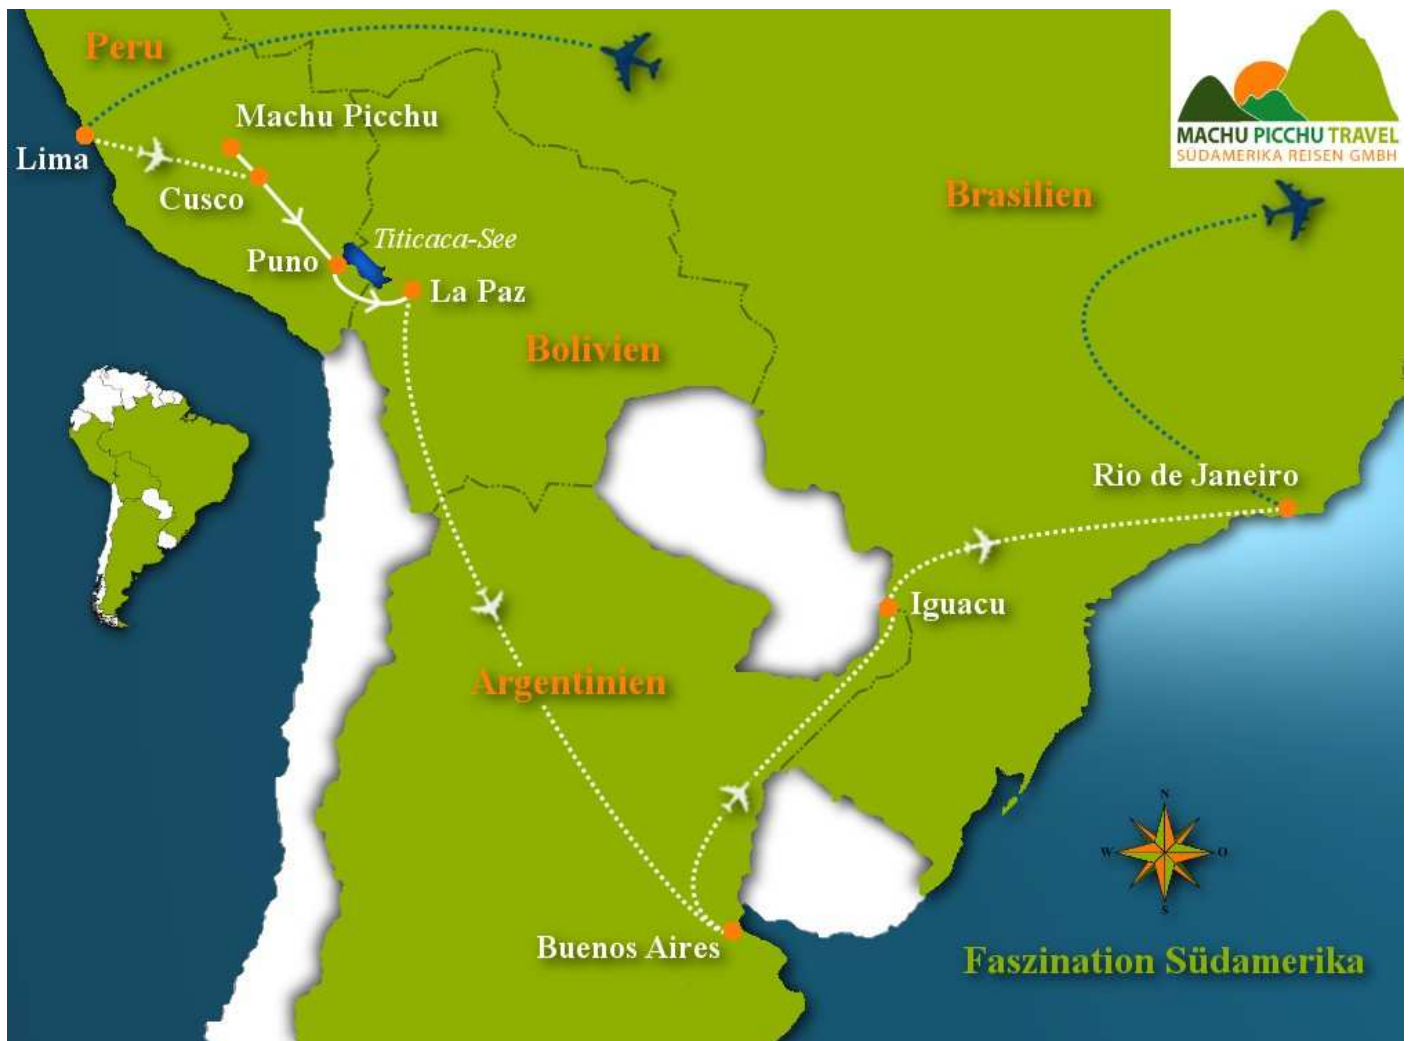 Peru
MACHU PICCHU TRAVEL
SÜDAMERIKA REISEN GMBH
Machu Picchu
Lima
Cusco
Brasilien
Titicaca-See
Puno
La Paz
Bolivien
Rio de Janeiro
Iguacu
Argentinien
N
W
O
S
Buenos Aires
Faszination Südamerika